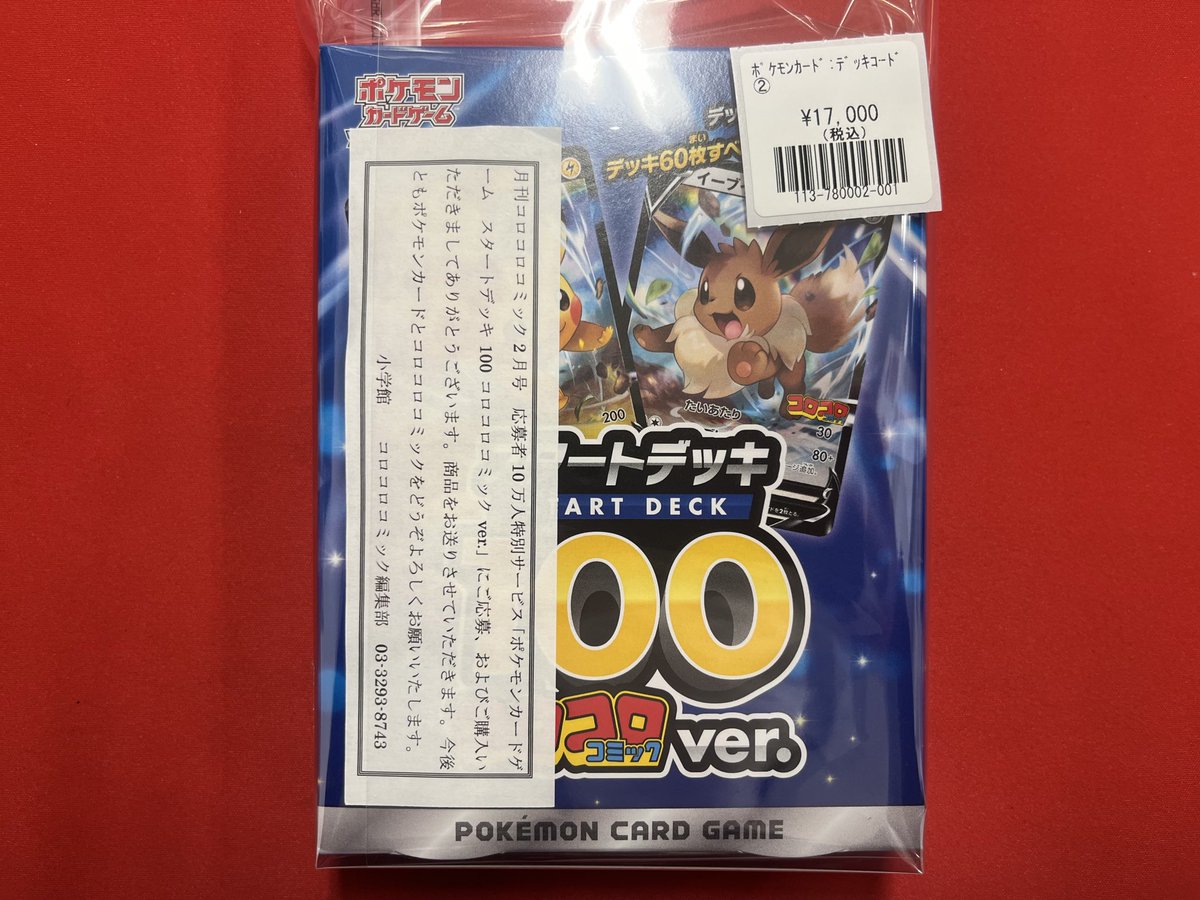 ポケモン
カードゲーム
デッ
デッキ60枚すべ
まい
ﾎﾟｹﾓﾝｶｰﾄﾞ:ﾃﾞｯｷｺｰﾄﾞ
②
¥17,000
(税込)
113-780002-001
イーブイ
月刊コロコロコミック2月号　応募者10万人特別サービス「ポケモンカードゲ
ーム　スタートデッキ100 コロコロコミック ver.」にご応募、およびご購入い
ただきましてありがとうございます。商品をお送りさせていただきます。今後
ともポケモンカードとコロコロコミックをどうぞよろしくお願いいたします。
小学館　　コロコロコミック編集部　03-3293-8743
200
たいあたり
コロコロ
30
80+
タートデッキ
TART DECK
00
コロ
コミック
ver.
POKÉMON CARD GAME